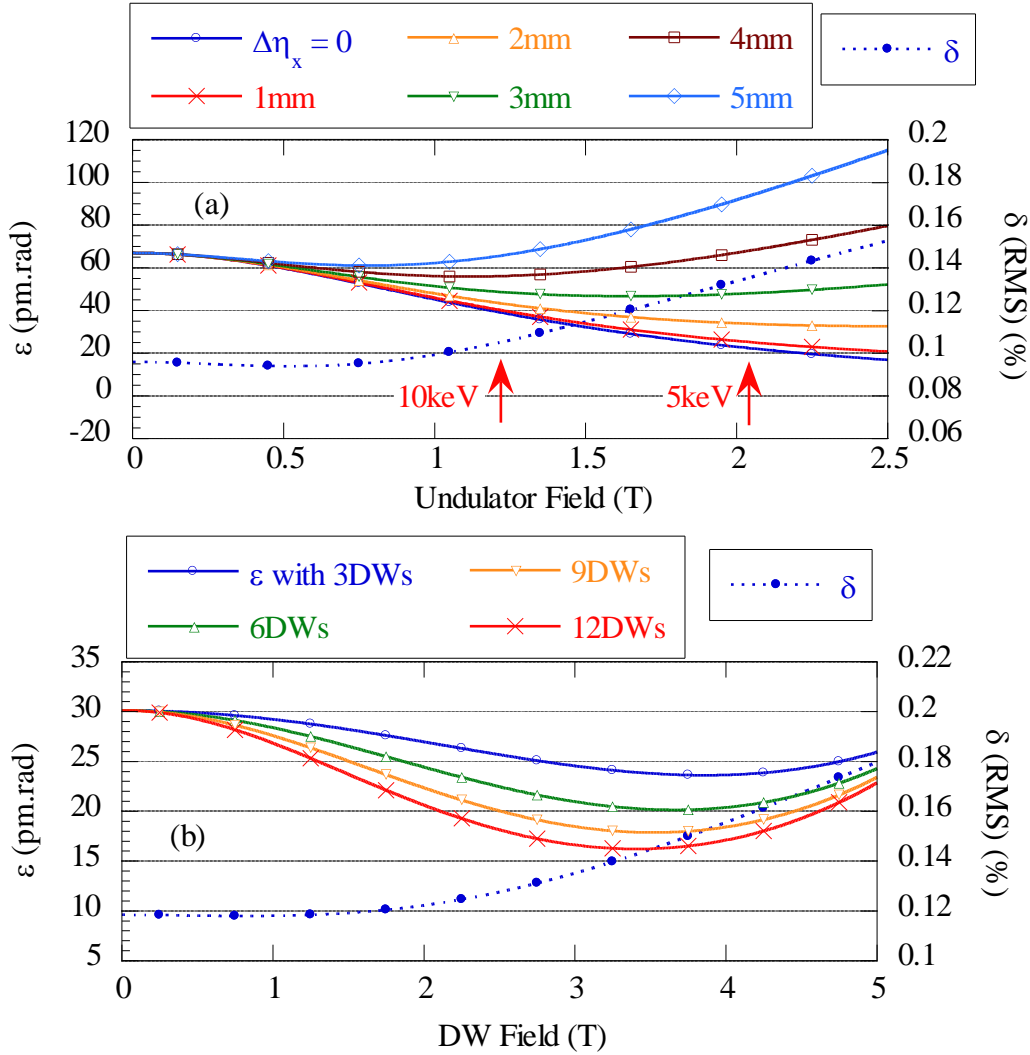 Δη_x = 0 2mm 4mm δ
1mm 3mm 5mm
120 0.2
100 0.18
(a)
80 0.16
60 0.14
40 0.12
20 0.1
0 10keV 5keV 0.08
-20 0.06
0 0.5 1 1.5 2 2.5
Undulator Field (T)
ε (pm.rad)
δ (RMS) (%)
ε with 3DWs 9DWs δ
6DWs 12DWs
35 0.22
30 0.2
25 0.18
20 0.16
(b)
15 0.14
10 0.12
5 0.1
0 1 2 3 4 5
DW Field (T)
ε (pm.rad)
δ (RMS) (%)